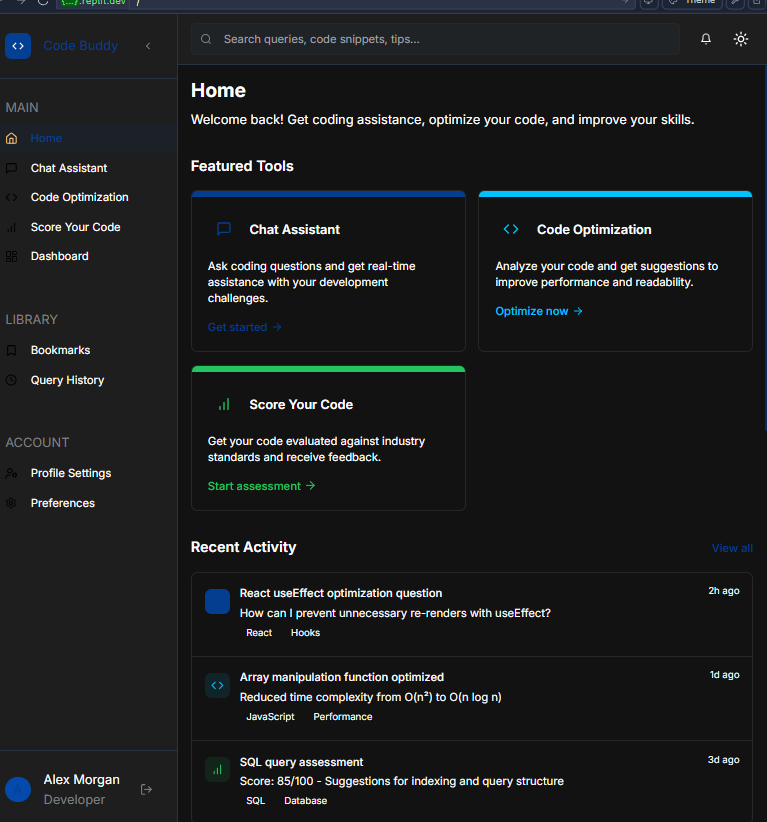 {...}.replit.dev /
Theme
Code Buddy
Search queries, code snippets, tips...
MAIN
Home
Chat Assistant
Code Optimization
Score Your Code
Dashboard
LIBRARY
Bookmarks
Query History
ACCOUNT
Profile Settings
Preferences
Alex Morgan
Developer
Home
Welcome back! Get coding assistance, optimize your code, and improve your skills.
Featured Tools
Chat Assistant
Ask coding questions and get real-time
assistance with your development
challenges.
Get started →
Code Optimization
Analyze your code and get suggestions to
improve performance and readability.
Optimize now →
Score Your Code
Get your code evaluated against industry
standards and receive feedback.
Start assessment →
Recent Activity
View all
React useEffect optimization question
2h ago
How can I prevent unnecessary re-renders with useEffect?
React Hooks
Array manipulation function optimized
1d ago
Reduced time complexity from O(n²) to O(n log n)
JavaScript Performance
SQL query assessment
3d ago
Score: 85/100 - Suggestions for indexing and query structure
SQL Database